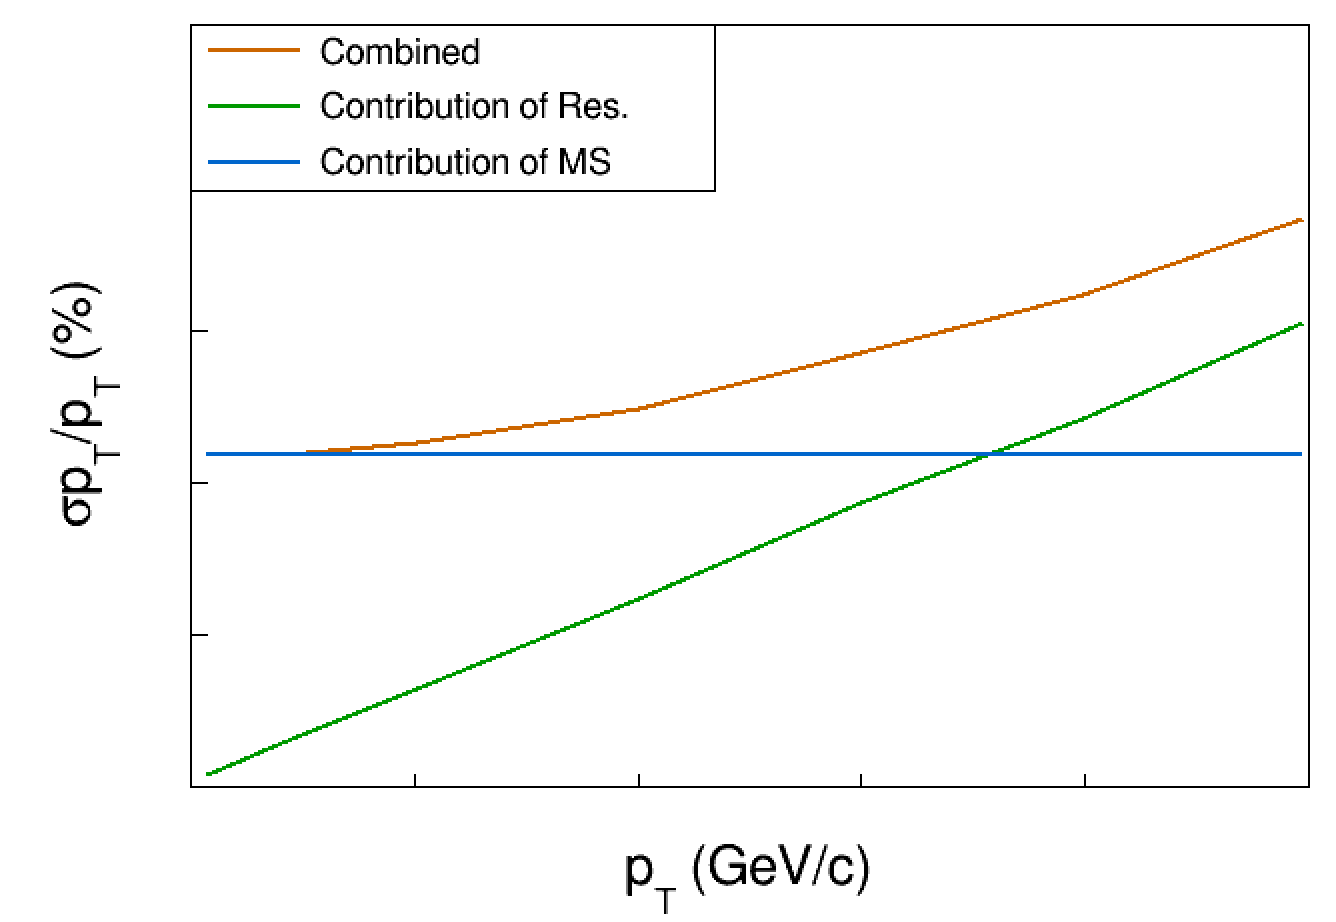 Combined
Contribution of Res.
Contribution of MS
σp_T/p_T (%)
p_T (GeV/c)